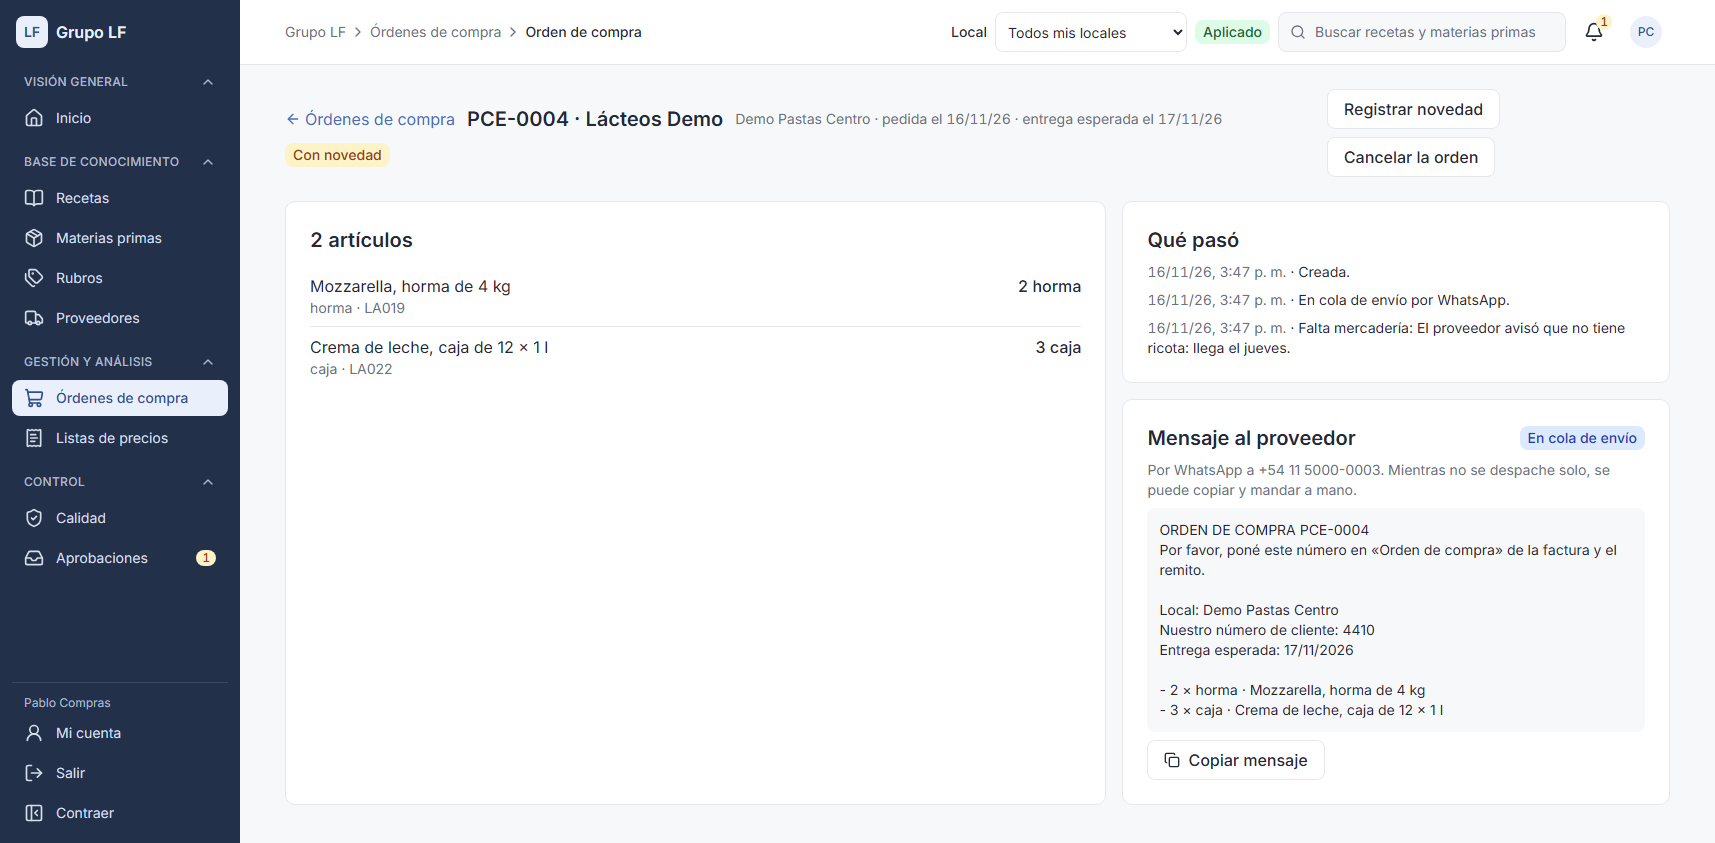 LF Grupo LF
VISIÓN GENERAL
Inicio
BASE DE CONOCIMIENTO
Recetas
Materias primas
Rubros
Proveedores
GESTIÓN Y ANÁLISIS
Órdenes de compra
Listas de precios
CONTROL
Calidad
Aprobaciones 1
Pablo Compras
Mi cuenta
Salir
Contraer
Grupo LF > Órdenes de compra > Orden de compra
Local Todos mis locales Aplicado Buscar recetas y materias primas 1 PC
← Órdenes de compra PCE-0004 · Lácteos Demo Demo Pastas Centro · pedida el 16/11/26 · entrega esperada el 17/11/26
Con novedad
Registrar novedad
Cancelar la orden
2 artículos
Mozzarella, horma de 4 kg 2 horma
horma · LA019
Crema de leche, caja de 12 × 1 l 3 caja
caja · LA022
Qué pasó
16/11/26, 3:47 p. m. · Creada.
16/11/26, 3:47 p. m. · En cola de envío por WhatsApp.
16/11/26, 3:47 p. m. · Falta mercadería: El proveedor avisó que no tiene
ricota: llega el jueves.
Mensaje al proveedor En cola de envío
Por WhatsApp a +54 11 5000-0003. Mientras no se despache solo, se
puede copiar y mandar a mano.
ORDEN DE COMPRA PCE-0004
Por favor, poné este número en «Orden de compra» de la factura y el
remito.
Local: Demo Pastas Centro
Nuestro número de cliente: 4410
Entrega esperada: 17/11/2026
- 2 × horma · Mozzarella, horma de 4 kg
- 3 × caja · Crema de leche, caja de 12 × 1 l
Copiar mensaje